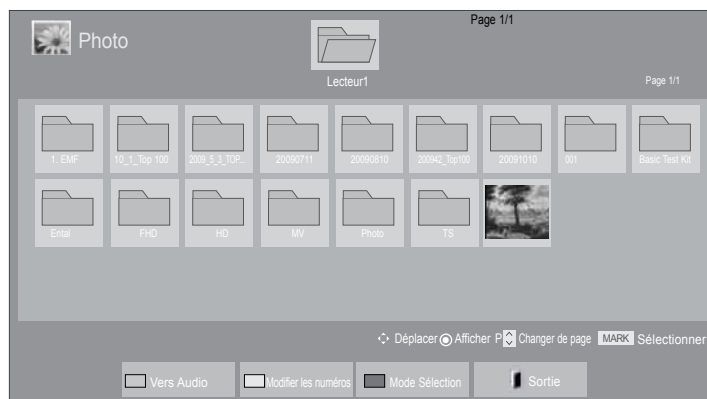 Page 1/1
Photo
Lecteur1
Page 1/1
1. EMF 10_1_Top 100 2009_5_3_TOP... 20090711 20090810 200942_Top100 20091010 001 Basic Test Kit
Ental FHD HD MV Photo TS
Déplacer Afficher P Changer de page MARK Sélectionner
Vers Audio Modifier les numéros Mode Sélection Sortie